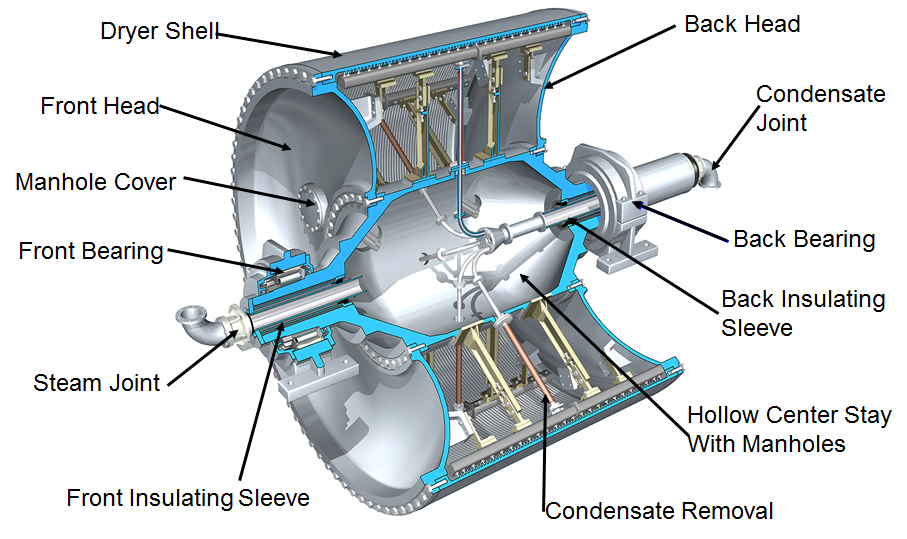 Dryer Shell
Back Head
Front Head
Condensate
Joint
Manhole Cover
Front Bearing
Back Bearing
Back Insulating
Sleeve
Steam Joint
Hollow Center Stay
With Manholes
Front Insulating Sleeve
Condensate Removal